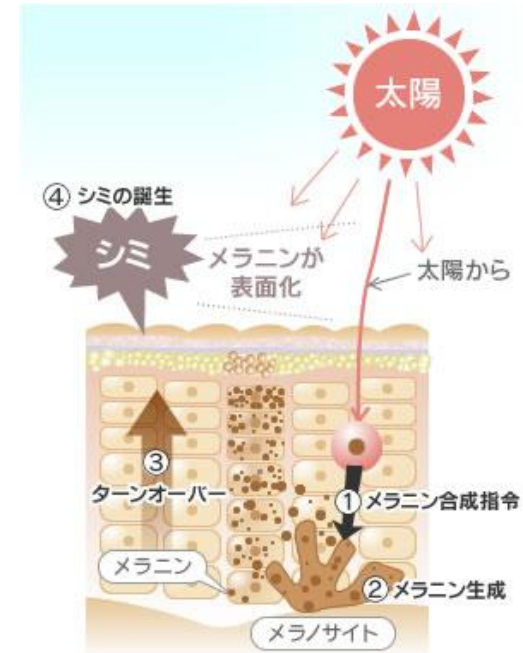 太陽
④ シミの誕生
シミ
メラニンが
表面化
太陽から
③
ターンオーバー
① メラニン合成指令
メラニン
② メラニン生成
メラノサイト